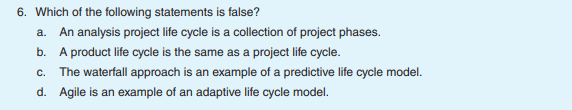 6. Which of the following statements is false?
a. An analysis project life cycle is a collection of project phases.
b. A product life cycle is the same as a project life cycle.
c. The waterfall approach is an example of a predictive life cycle model.
d. Agile is an example of an adaptive life cycle model.